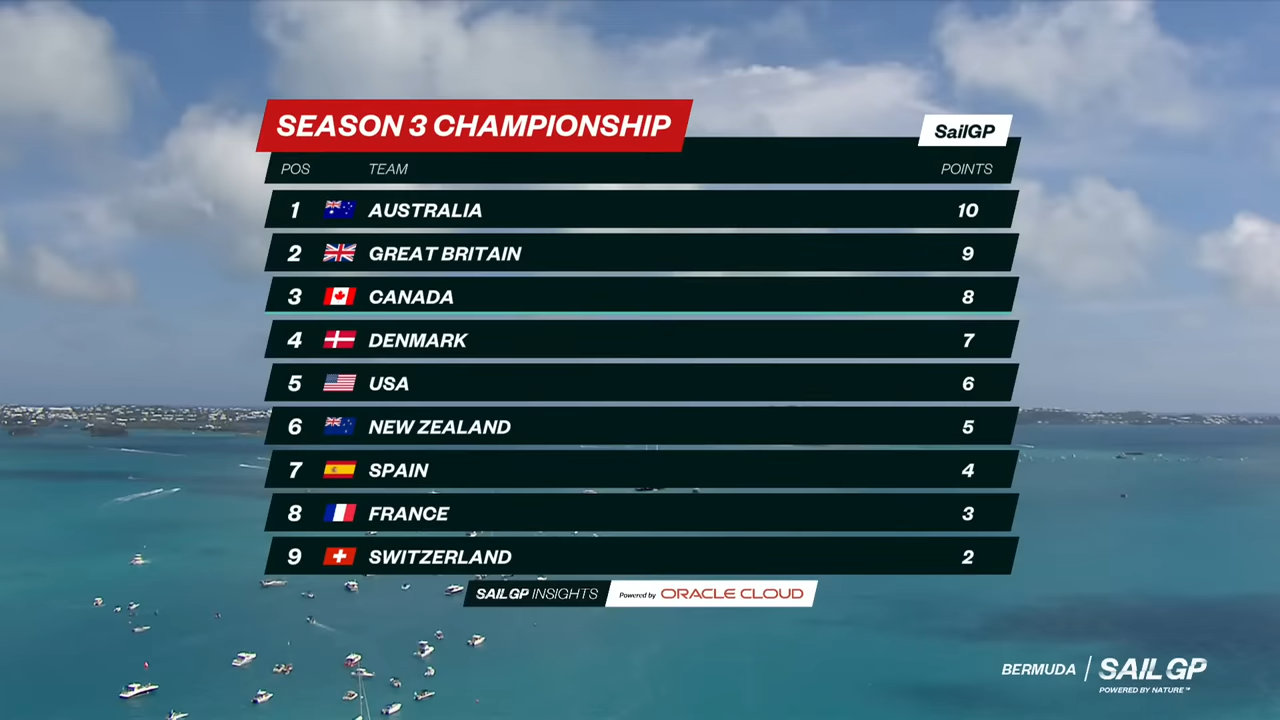 SEASON 3 CHAMPIONSHIP
SailGP
POS TEAM POINTS
1 AUSTRALIA 10
2 GREAT BRITAIN 9
3 CANADA 8
4 DENMARK 7
5 USA 6
6 NEW ZEALAND 5
7 SPAIN 4
8 FRANCE 3
9 SWITZERLAND 2
SAILGP INSIGHTS Powered by ORACLE CLOUD
BERMUDA SAILGP
POWERED BY NATURE™